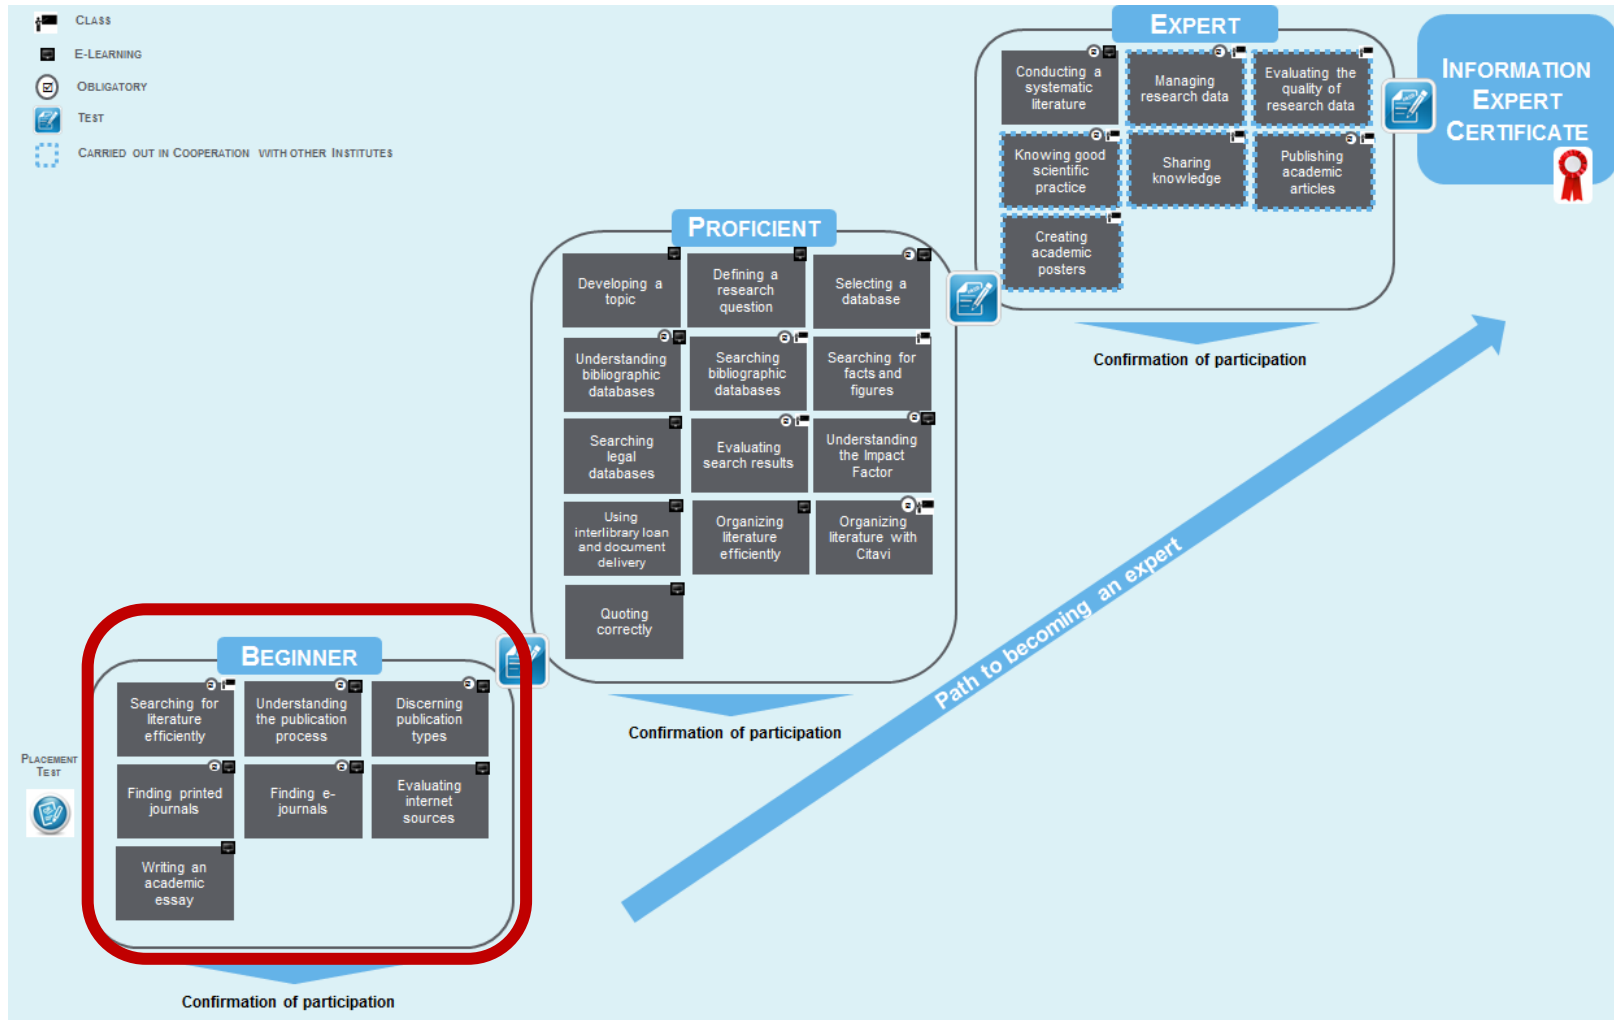 CLASS
E-LEARNING
OBLIGATORY
TEST
CARRIED OUT IN COOPERATION WITH OTHER INSTITUTES
EXPERT
Conducting a
systematic
literature
Managing
research data
Evaluating the
quality of
research data
Knowing good
scientific
practice
Sharing
knowledge
Publishing
academic
articles
Creating
academic
posters
Confirmation of participation
INFORMATION
EXPERT
CERTIFICATE
PROFICIENT
Developing a
topic
Defining a
research
question
Selecting a
database
Understanding
bibliographic
databases
Searching
bibliographic
databases
Searching for
facts and
figures
Searching
legal
databases
Evaluating
search results
Understanding
the Impact
Factor
Using
interlibrary loan
and document
delivery
Organizing
literature
efficiently
Organizing
literature with
Citavi
Quoting
correctly
Confirmation of participation
Path to becoming an expert
BEGINNER
Searching for
literature
efficiently
Understanding
the publication
process
Discerning
publication
types
Finding printed
journals
Finding e-
journals
Evaluating
internet
sources
Writing an
academic
essay
PLACEMENT
TEST
Confirmation of participation